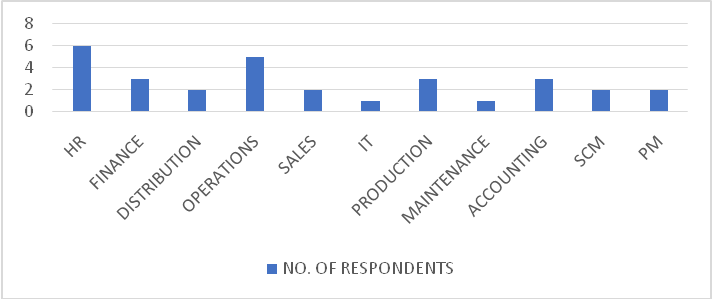 8
6
4
2
0
HR
FINANCE
DISTRIBUTION
OPERATIONS
SALES
IT
PRODUCTION
MAINTENANCE
ACCOUNTING
SCM
PM
NO. OF RESPONDENTS